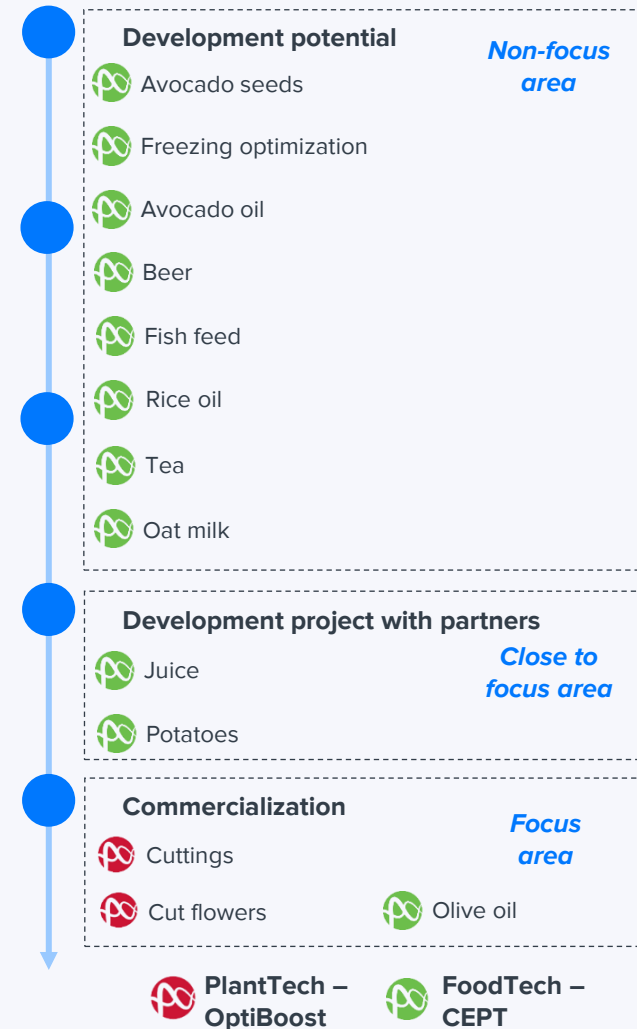 Development potential
Non-focus
area
Avocado seeds
Freezing optimization
Avocado oil
Beer
Fish feed
Rice oil
Tea
Oat milk
Development project with partners
Close to
focus area
Juice
Potatoes
Commercialization
Focus
area
Cuttings
Cut flowers
Olive oil
PlantTech –
OptiBoost
FoodTech –
CEPT